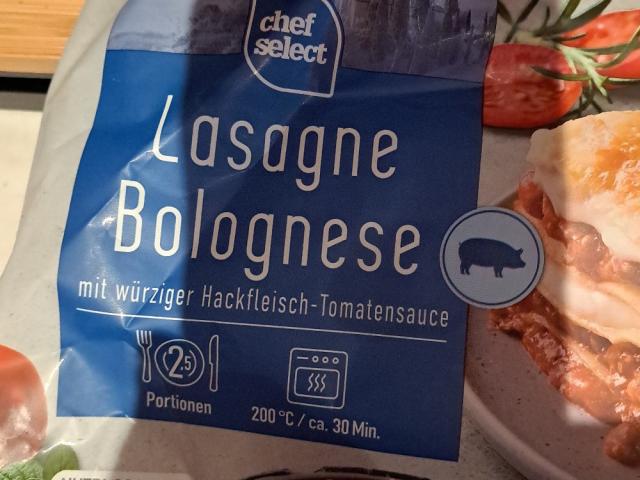 chef
select
Lasagne
Bolognese
mit würziger Hackfleisch-Tomatensauce
2.5
Portionen
200 °C / ca. 30 Min.